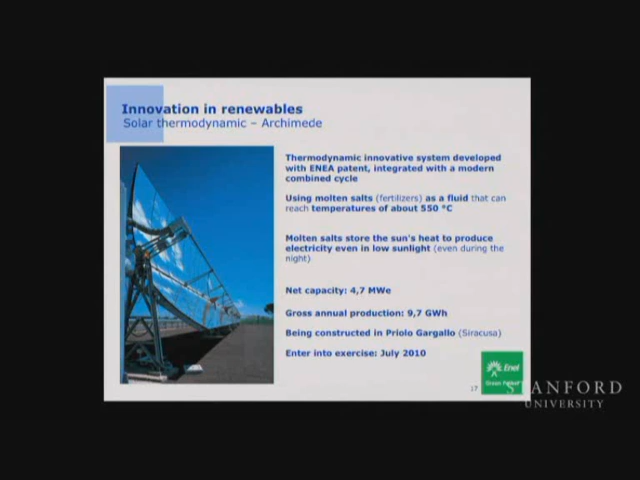 Innovation in renewables
Solar thermodynamic – Archimede
Thermodynamic innovative system developed
with ENEA patent, integrated with a modern
combined cycle
Using molten salts (fertilizers) as a fluid that can
reach temperatures of about 550 °C
Molten salts store the sun's heat to produce
electricity even in low sunlight (even during the
night)
Net capacity: 4,7 MWe
Gross annual production: 9,7 GWh
Being constructed in Priolo Gargallo (Siracusa)
Enter into exercise: July 2010
Enel
Green Power
17
STANFORD
UNIVERSITY